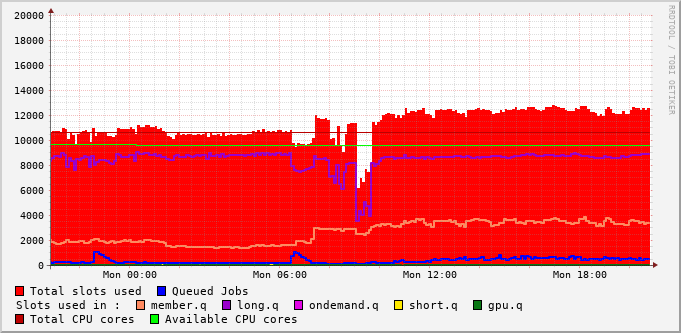 20000
18000
16000
14000
12000
10000
8000
6000
4000
2000
0
Mon 00:00 Mon 06:00 Mon 12:00 Mon 18:00
RRDTOOL / TOBI OETIKER
Total slots used Queued Jobs
Slots used in : member.q long.q ondemand.q short.q gpu.q
Total CPU cores Available CPU cores